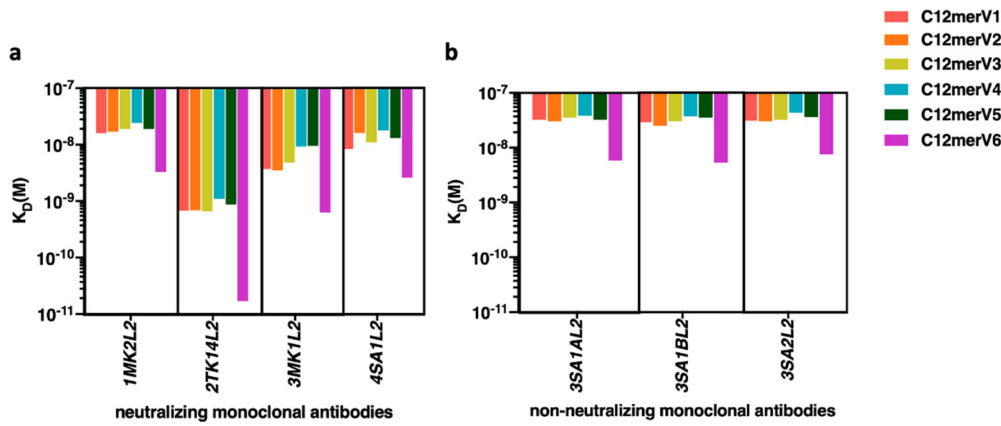 C12merV1
C12merV2
C12merV3
C12merV4
C12merV5
C12merV6
a
K_D(M)
10⁻⁷
10⁻⁸
10⁻⁹
10⁻¹⁰
10⁻¹¹
1MK2L2
2TK14L2
3MK1L2
4SA1L2
neutralizing monoclonal antibodies
b
K_D(M)
10⁻⁷
10⁻⁸
10⁻⁹
10⁻¹⁰
10⁻¹¹
3SA1AL2
3SA1BL2
3SA2L2
non-neutralizing monoclonal antibodies